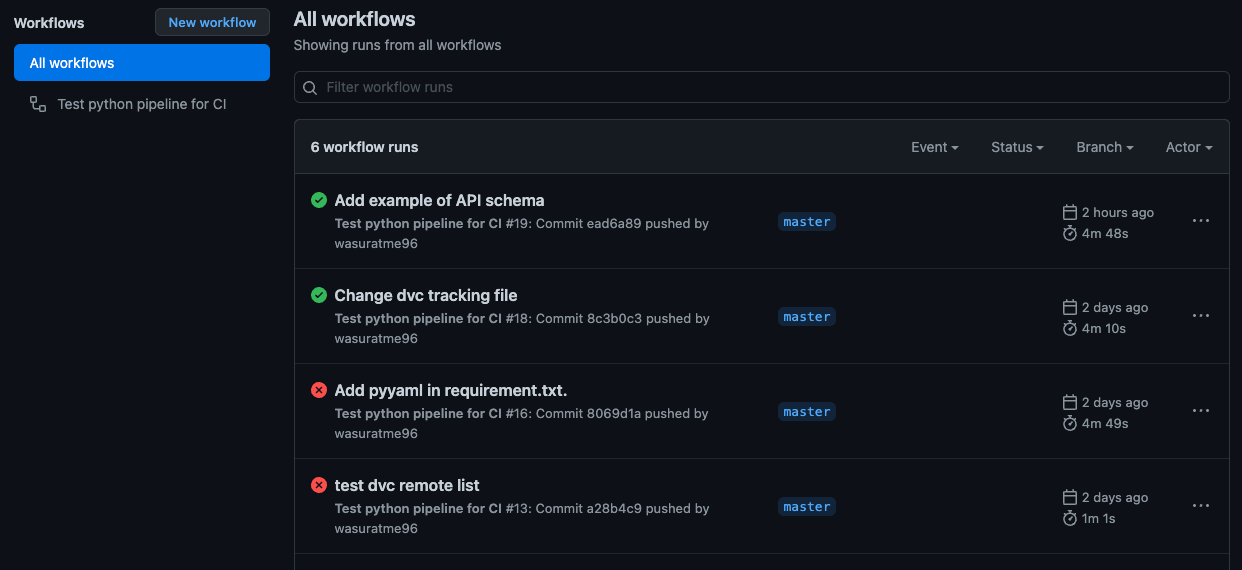 Workflows
New workflow
All workflows
Test python pipeline for CI
All workflows
Showing runs from all workflows
Filter workflow runs
6 workflow runs
Event
Status
Branch
Actor
Add example of API schema
Test python pipeline for CI #19: Commit ead6a89 pushed by
wasuratme96
master
2 hours ago
4m 48s
Change dvc tracking file
Test python pipeline for CI #18: Commit 8c3b0c3 pushed by
wasuratme96
master
2 days ago
4m 10s
Add pyyaml in requirement.txt.
Test python pipeline for CI #16: Commit 8069d1a pushed by
wasuratme96
master
2 days ago
4m 49s
test dvc remote list
Test python pipeline for CI #13: Commit a28b4c9 pushed by
wasuratme96
master
2 days ago
1m 1s